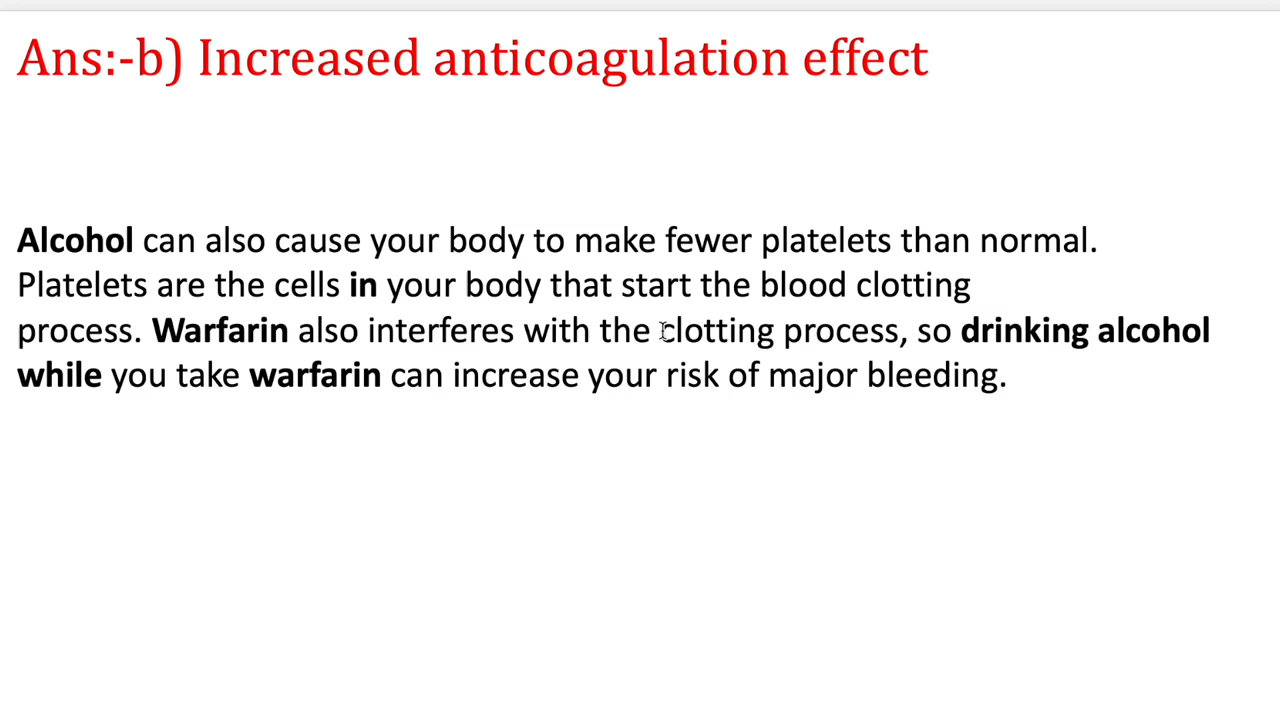 Ans:-b) Increased anticoagulation effect
Alcohol can also cause your body to make fewer platelets than normal.
Platelets are the cells in your body that start the blood clotting
process. Warfarin also interferes with the clotting process, so drinking alcohol
while you take warfarin can increase your risk of major bleeding.